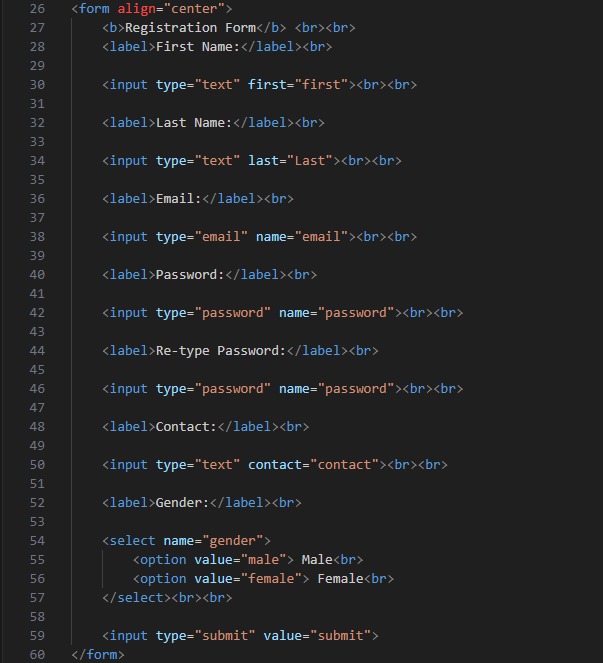 26 <form align="center">
27 <b>Registration Form</b> <br><br>
28 <label>First Name:</label><br>
29
30 <input type="text" first="first"><br><br>
31
32 <label>Last Name:</label><br>
33
34 <input type="text" last="Last"><br><br>
35
36 <label>Email:</label><br>
37
38 <input type="email" name="email"><br><br>
39
40 <label>Password:</label><br>
41
42 <input type="password" name="password"><br><br>
43
44 <label>Re-type Password:</label><br>
45
46 <input type="password" name="password"><br><br>
47
48 <label>Contact:</label><br>
49
50 <input type="text" contact="contact"><br><br>
51
52 <label>Gender:</label><br>
53
54 <select name="gender">
55 <option value="male"> Male<br>
56 <option value="female"> Female<br>
57 </select><br><br>
58
59 <input type="submit" value="submit">
60 </form>